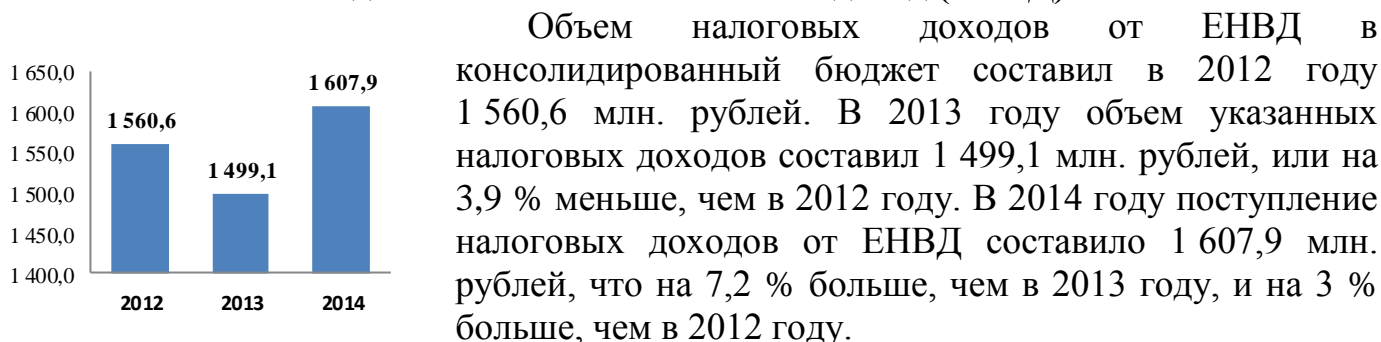 Объем налоговых доходов от ЕНВД в
консолидированный бюджет составил в 2012 году
1 560,6 млн. рублей. В 2013 году объем указанных
налоговых доходов составил 1 499,1 млн. рублей, или на
3,9 % меньше, чем в 2012 году. В 2014 году поступление
налоговых доходов от ЕНВД составило 1 607,9 млн.
рублей, что на 7,2 % больше, чем в 2013 году, и на 3 %
больше, чем в 2012 году.
1 650,0
1 600,0
1 550,0
1 500,0
1 450,0
1 400,0
1 560,6
1 499,1
1 607,9
2012
2013
2014